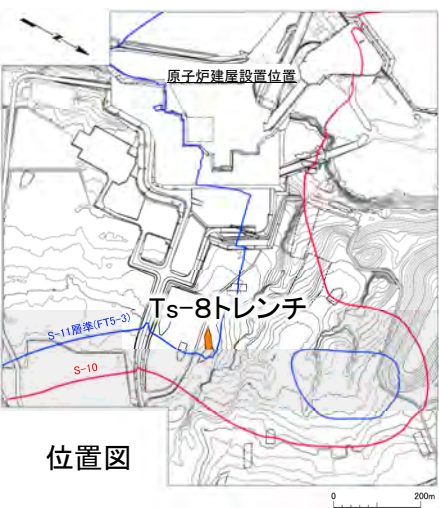 原子炉建屋設置位置
Ts-8トレンチ
S-11層準(FT5-3)
S-10
位置図
0 200m